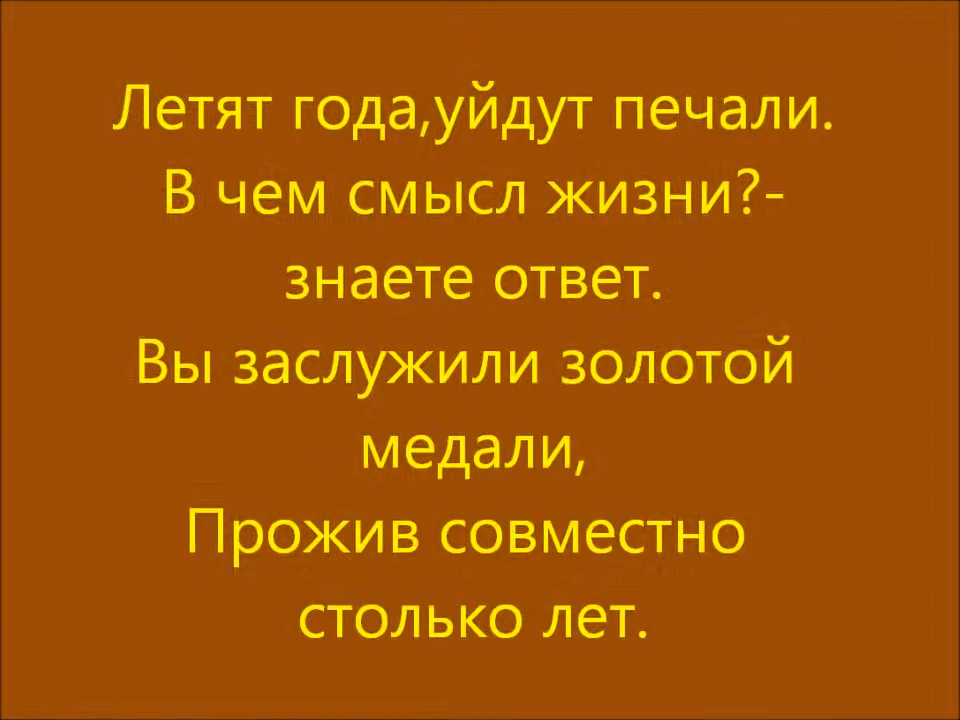 Летят года,уйдут печали.
В чем смысл жизни?-
знаете ответ.
Вы заслужили золотой
медали,
Прожив совместно
столько лет.